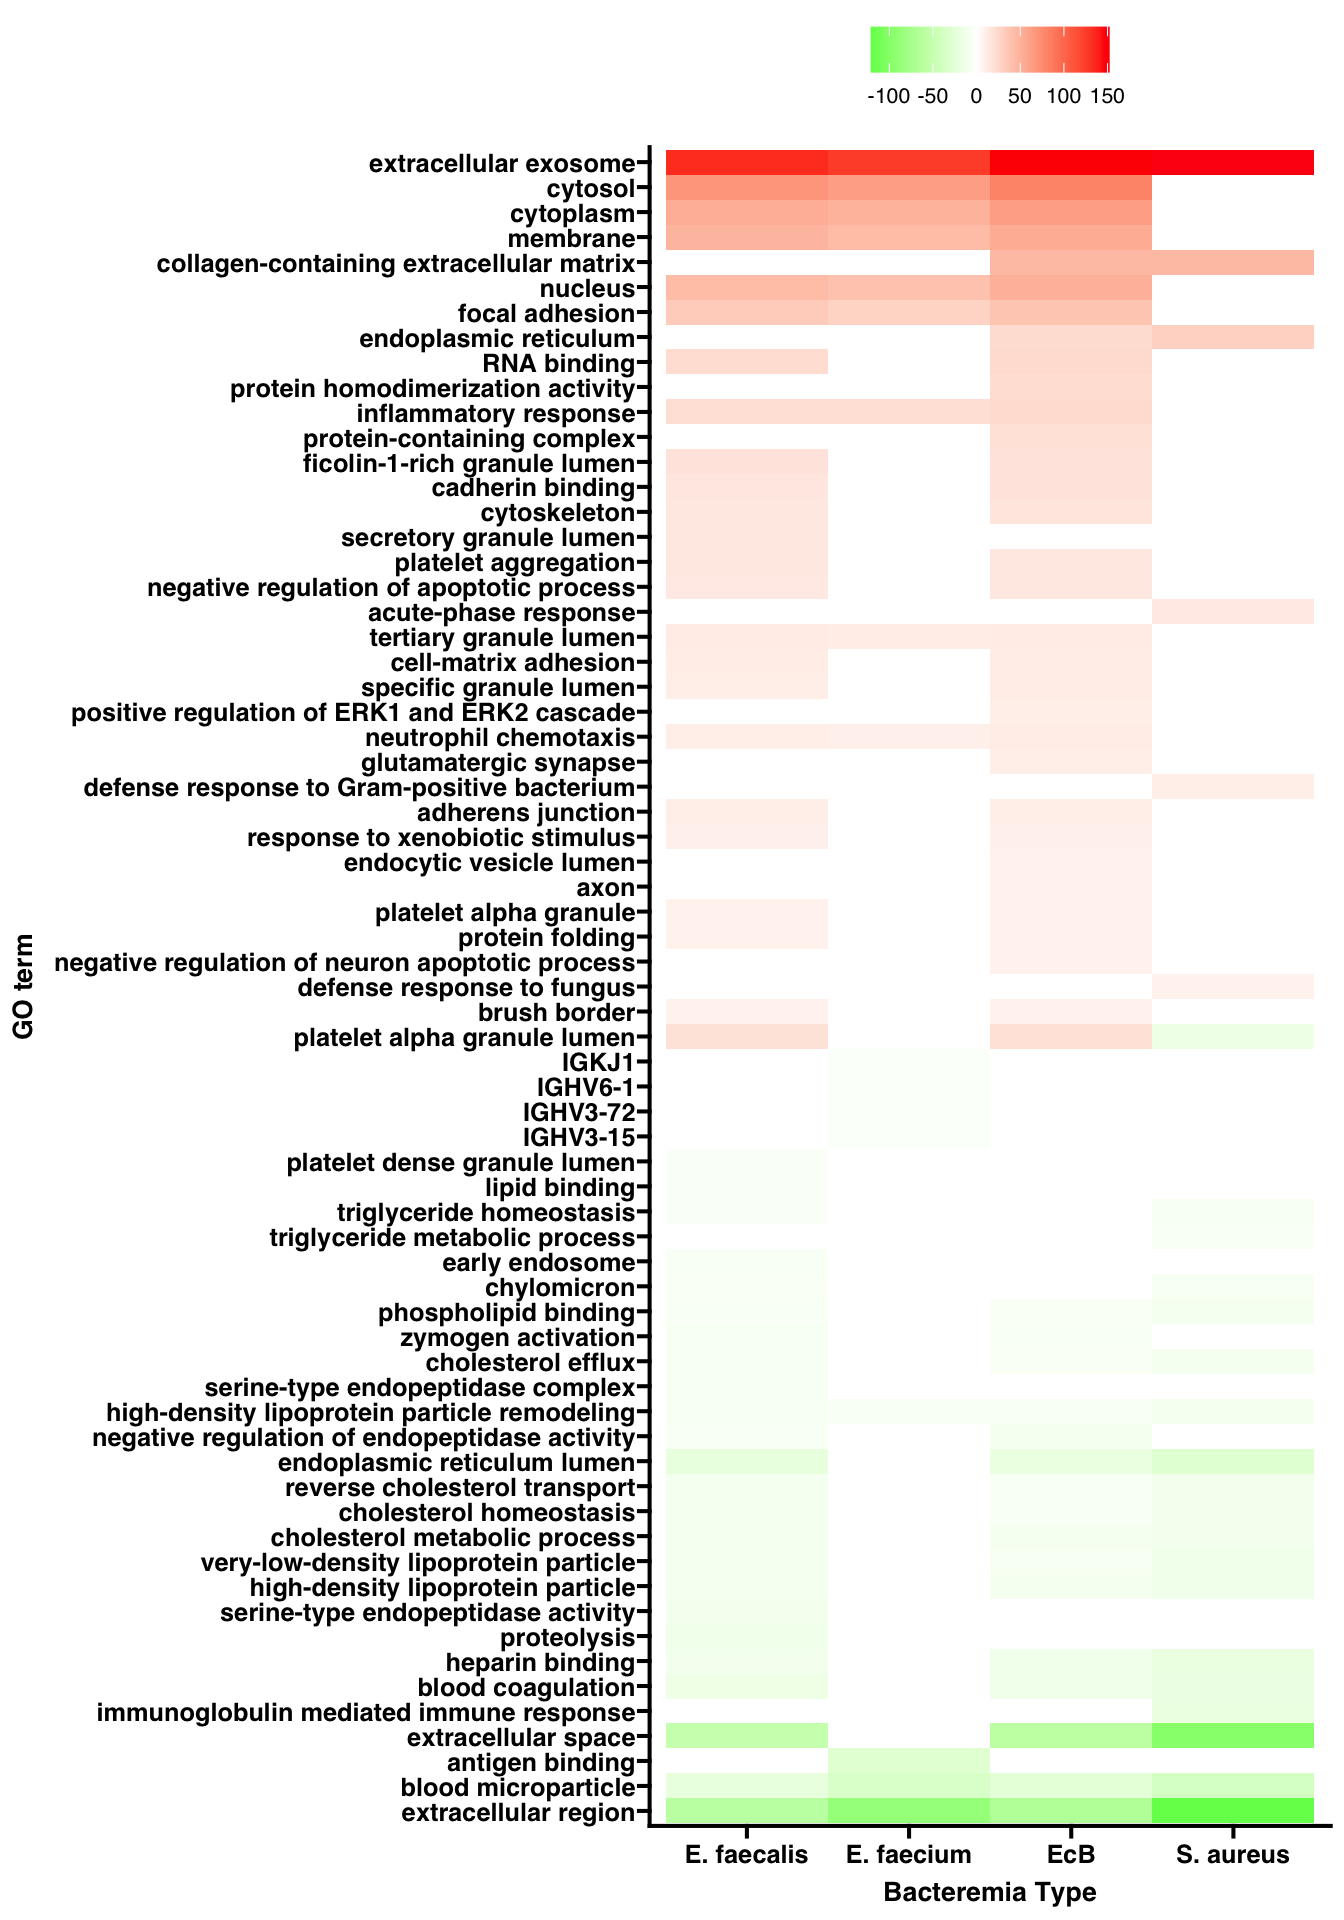 -100 -50 0 50 100 150
extracellular exosome
cytosol
cytoplasm
membrane
collagen-containing extracellular matrix
nucleus
focal adhesion
endoplasmic reticulum
RNA binding
protein homodimerization activity
inflammatory response
protein-containing complex
ficolin-1-rich granule lumen
cadherin binding
cytoskeleton
secretory granule lumen
platelet aggregation
negative regulation of apoptotic process
acute-phase response
tertiary granule lumen
cell-matrix adhesion
specific granule lumen
positive regulation of ERK1 and ERK2 cascade
neutrophil chemotaxis
glutamatergic synapse
defense response to Gram-positive bacterium
adherens junction
response to xenobiotic stimulus
endocytic vesicle lumen
axon
platelet alpha granule
protein folding
negative regulation of neuron apoptotic process
defense response to fungus
brush border
platelet alpha granule lumen
IGKJ1
IGHV6-1
IGHV3-72
IGHV3-15
platelet dense granule lumen
lipid binding
triglyceride homeostasis
triglyceride metabolic process
early endosome
chylomicron
phospholipid binding
zymogen activation
cholesterol efflux
serine-type endopeptidase complex
high-density lipoprotein particle remodeling
negative regulation of endopeptidase activity
endoplasmic reticulum lumen
reverse cholesterol transport
cholesterol homeostasis
cholesterol metabolic process
very-low-density lipoprotein particle
high-density lipoprotein particle
serine-type endopeptidase activity
proteolysis
heparin binding
blood coagulation
immunoglobulin mediated immune response
extracellular space
antigen binding
blood microparticle
extracellular region
GO term
E. faecalis E. faecium EcB S. aureus
Bacteremia Type